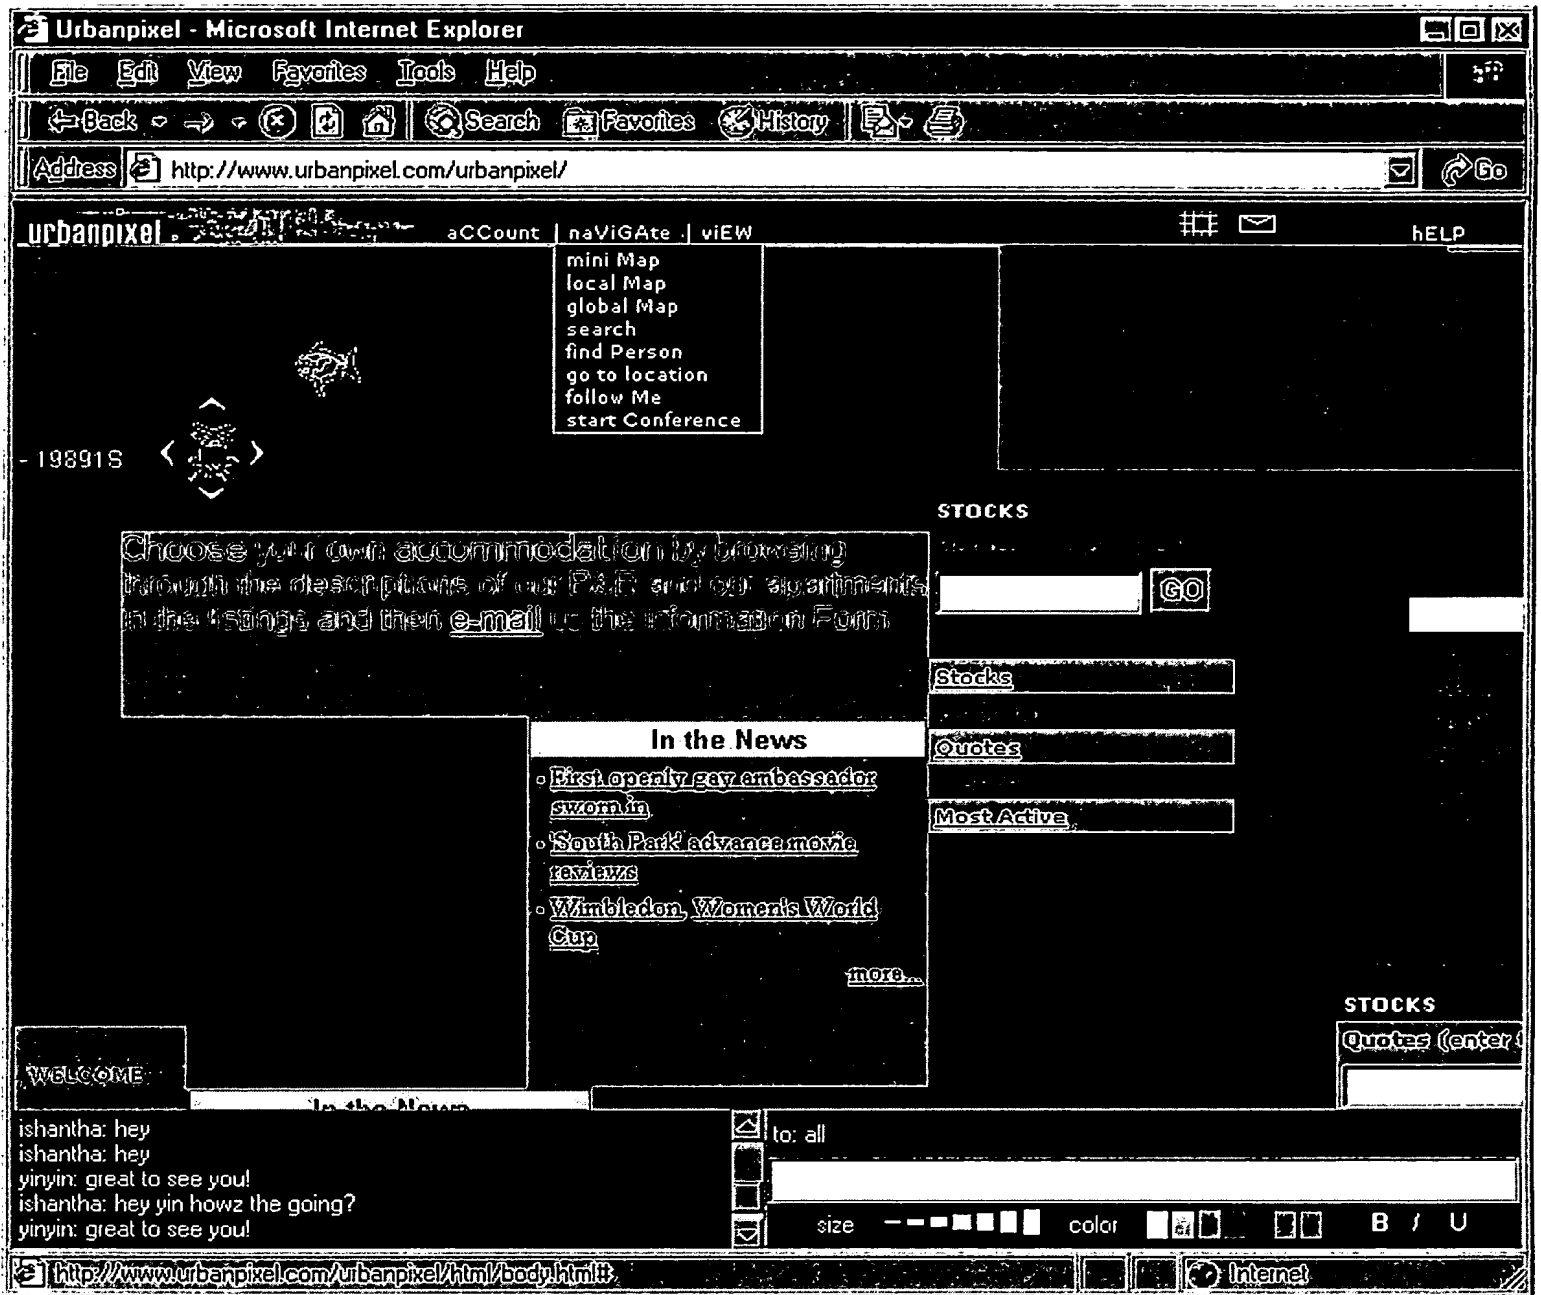 Urbanpixel - Microsoft Internet Explorer
File Edit View Favorites Tools Help
Back Search Favorites History
Address http://www.urbanpixel.com/urbanpixel/ Go
urbanpixel aCCount | naViGAte | viEW hELP
mini Map
local Map
global Map
search
find Person
go to location
follow Me
start Conference
- 19891S
STOCKS
Choose your own accommodation by browsing
through the descriptions of our B&B and our apartments
in the listings and then e-mail us the Information Form
GO
Stocks
Quotes
Most Active
In the News
• First openly gay ambassador
sworn in
• 'South Park' advance movie
reviews
• Wimbledon, Women's World
Cup
more...
STOCKS
Quotes (enter
WELCOME
In the News
ishantha: hey
ishantha: hey
yinyin: great to see you!
ishantha: hey yin howz the going?
yinyin: great to see you!
to: all
size color B I U
http://www.urbanpixel.com/urbanpixel/html/body.html# Internet